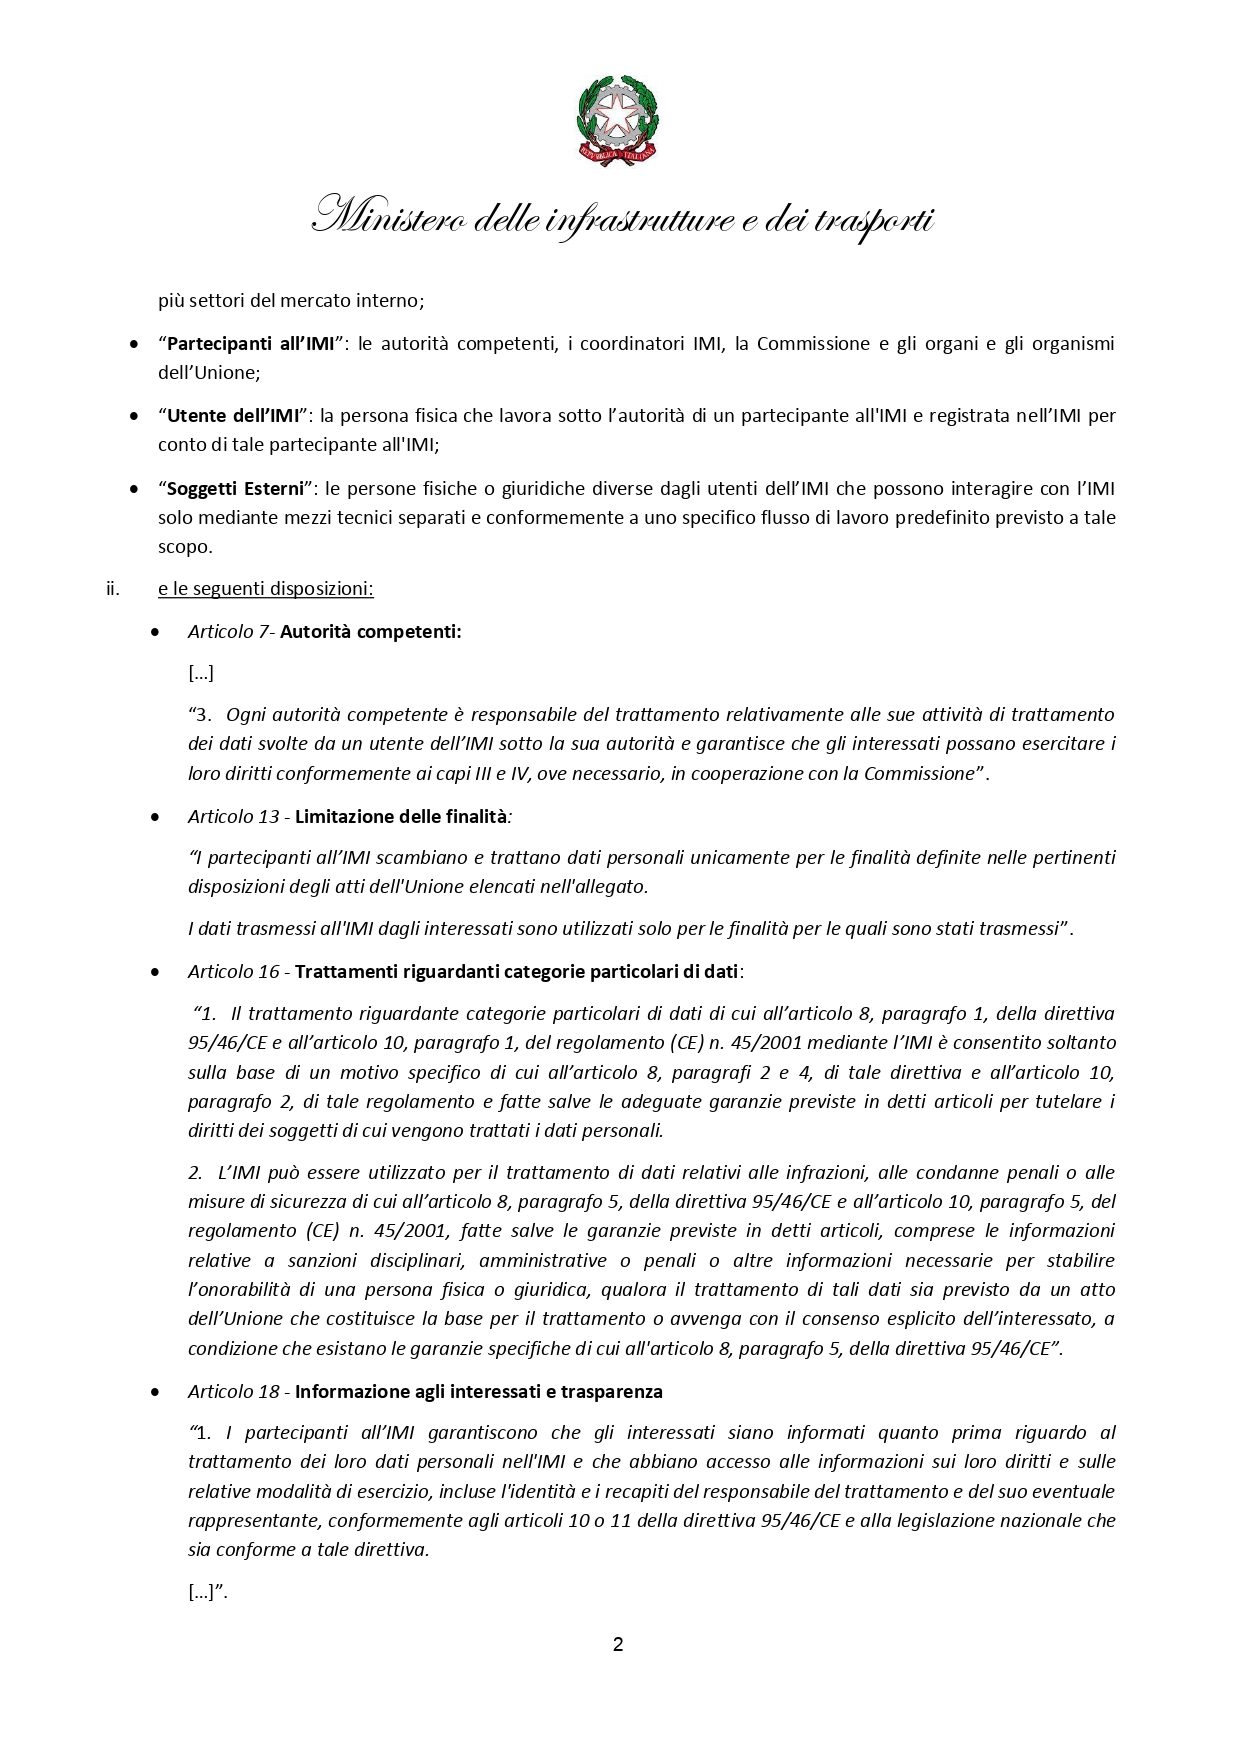 REPVBBLICA ITALIANA
Ministero delle infrastrutture e dei trasporti
più settori del mercato interno;
• “Partecipanti all’IMI”: le autorità competenti, i coordinatori IMI, la Commissione e gli organi e gli organismi
dell’Unione;
• “Utente dell’IMI”: la persona fisica che lavora sotto l’autorità di un partecipante all'IMI e registrata nell’IMI per
conto di tale partecipante all'IMI;
• “Soggetti Esterni”: le persone fisiche o giuridiche diverse dagli utenti dell’IMI che possono interagire con l’IMI
solo mediante mezzi tecnici separati e conformemente a uno specifico flusso di lavoro predefinito previsto a tale
scopo.
ii. e le seguenti disposizioni:
• Articolo 7- Autorità competenti:
[...]
“3. Ogni autorità competente è responsabile del trattamento relativamente alle sue attività di trattamento
dei dati svolte da un utente dell’IMI sotto la sua autorità e garantisce che gli interessati possano esercitare i
loro diritti conformemente ai capi III e IV, ove necessario, in cooperazione con la Commissione”.
• Articolo 13 - Limitazione delle finalità:
“I partecipanti all’IMI scambiano e trattano dati personali unicamente per le finalità definite nelle pertinenti
disposizioni degli atti dell'Unione elencati nell'allegato.
I dati trasmessi all'IMI dagli interessati sono utilizzati solo per le finalità per le quali sono stati trasmessi”.
• Articolo 16 - Trattamenti riguardanti categorie particolari di dati:
“1. Il trattamento riguardante categorie particolari di dati di cui all’articolo 8, paragrafo 1, della direttiva
95/46/CE e all’articolo 10, paragrafo 1, del regolamento (CE) n. 45/2001 mediante l’IMI è consentito soltanto
sulla base di un motivo specifico di cui all’articolo 8, paragrafi 2 e 4, di tale direttiva e all’articolo 10,
paragrafo 2, di tale regolamento e fatte salve le adeguate garanzie previste in detti articoli per tutelare i
diritti dei soggetti di cui vengono trattati i dati personali.
2. L’IMI può essere utilizzato per il trattamento di dati relativi alle infrazioni, alle condanne penali o alle
misure di sicurezza di cui all’articolo 8, paragrafo 5, della direttiva 95/46/CE e all’articolo 10, paragrafo 5, del
regolamento (CE) n. 45/2001, fatte salve le garanzie previste in detti articoli, comprese le informazioni
relative a sanzioni disciplinari, amministrative o penali o altre informazioni necessarie per stabilire
l’onorabilità di una persona fisica o giuridica, qualora il trattamento di tali dati sia previsto da un atto
dell’Unione che costituisce la base per il trattamento o avvenga con il consenso esplicito dell’interessato, a
condizione che esistano le garanzie specifiche di cui all'articolo 8, paragrafo 5, della direttiva 95/46/CE”.
• Articolo 18 - Informazione agli interessati e trasparenza
“1. I partecipanti all’IMI garantiscono che gli interessati siano informati quanto prima riguardo al
trattamento dei loro dati personali nell'IMI e che abbiano accesso alle informazioni sui loro diritti e sulle
relative modalità di esercizio, incluse l'identità e i recapiti del responsabile del trattamento e del suo eventuale
rappresentante, conformemente agli articoli 10 o 11 della direttiva 95/46/CE e alla legislazione nazionale che
sia conforme a tale direttiva.
[...]”.
2